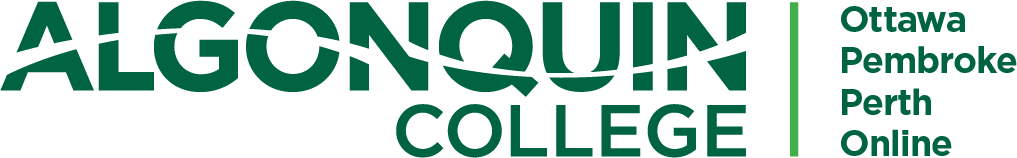 ALGONQUIN
COLLEGE
Ottawa
Pembroke
Perth
Online